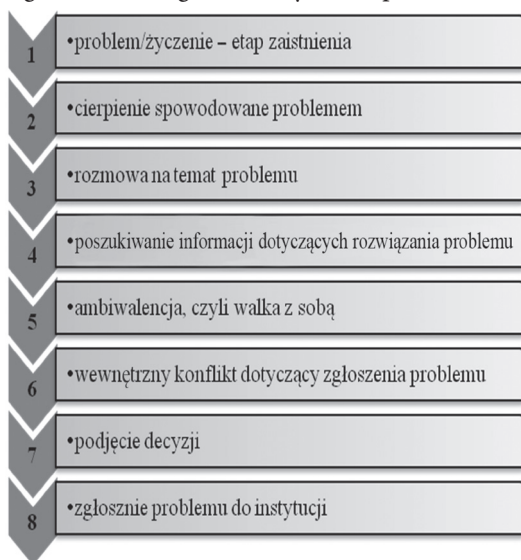 1 •problem/życzenie – etap zaistnienia
2 •cierpienie spowodowane problemem
3 •rozmowa na temat problemu
4 •poszukiwanie informacji dotyczących rozwiązania problemu
5 •ambiwalencja, czyli walka z sobą
6 •wewnętrzny konflikt dotyczący zgłoszenia problemu
7 •podjęcie decyzji
8 •zgłosznie problemu do instytucji